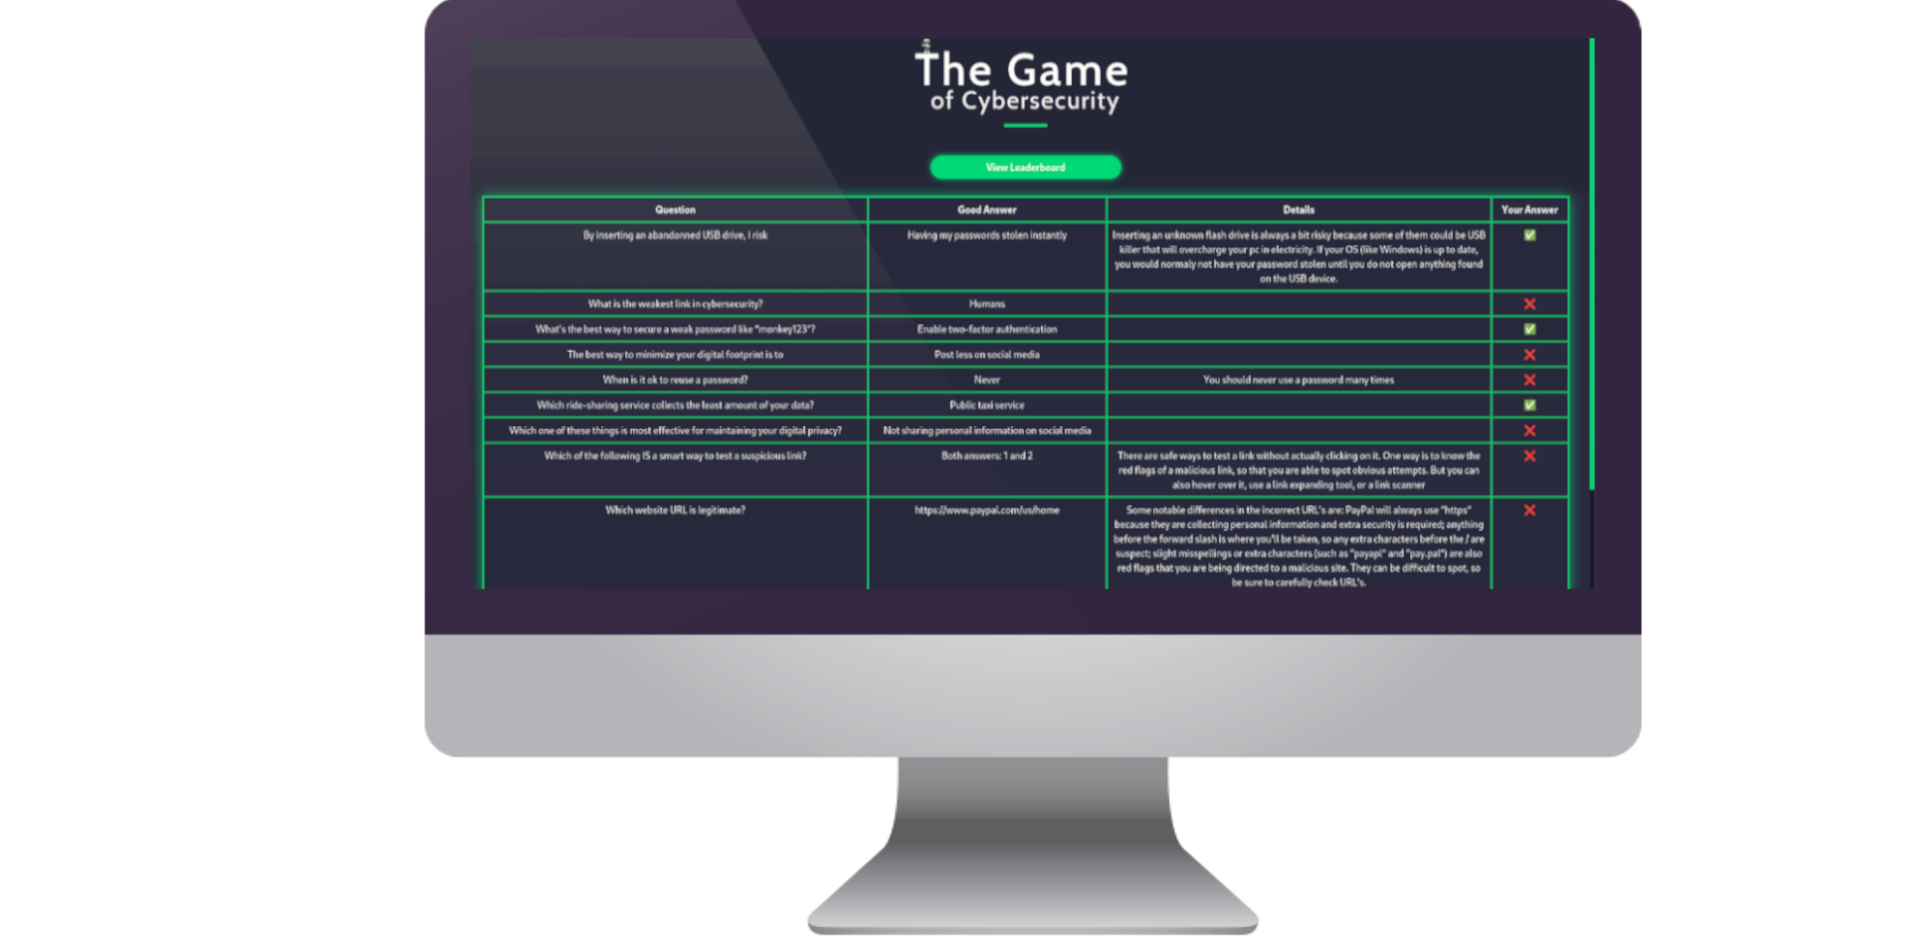 The Game
of Cybersecurity
View Leaderboard
Question Good Answer Details Your Answer
By inserting an abandonned USB drive, I risk Having my passwords stolen instantly Inserting an unknown flash drive is always a bit risky because some of them could be USB
killer that will overcharge your pc in electricity. If your OS (like Windows) is up to date,
you would normaly not have your password stolen until you do not open anything found
on the USB device.
What is the weakest link in cybersecurity? Humans
What's the best way to secure a weak password like "monkey123"? Enable two-factor authentication
The best way to minimize your digital footprint is to Post less on social media
When is it ok to reuse a password? Never You should never use a password many times
Which ride-sharing service collects the least amount of your data? Public taxi service
Which one of these things is most effective for maintaining your digital privacy? Not sharing personal information on social media
Which of the following IS a smart way to test a suspicious link? Both answers: 1 and 2 There are safe ways to test a link without actually clicking on it. One way is to know the
red flags of a malicious link, so that you are able to spot obvious attempts. But you can
also hover over it, use a link expanding tool, or a link scanner
Which website URL is legitimate? https://www.paypal.com/us/home Some notable differences in the incorrect URL's are: PayPal will always use "https"
because they are collecting personal information and extra security is required; anything
before the forward slash is where you'll be taken, so any extra characters before the / are
suspect; slight misspellings or extra characters (such as "payapl" and "pay.pal") are also
red flags that you are being directed to a malicious site. They can be difficult to spot, so
be sure to carefully check URL's.